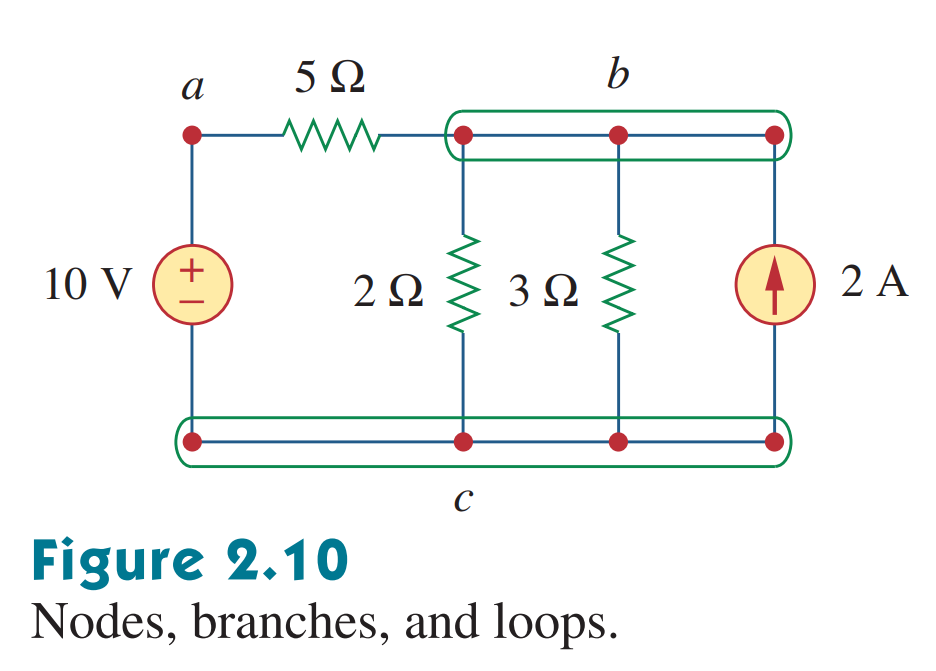 a
5 Ω
b
10 V
+
−
2 Ω
3 Ω
2 A
c
Figure 2.10
Nodes, branches, and loops.